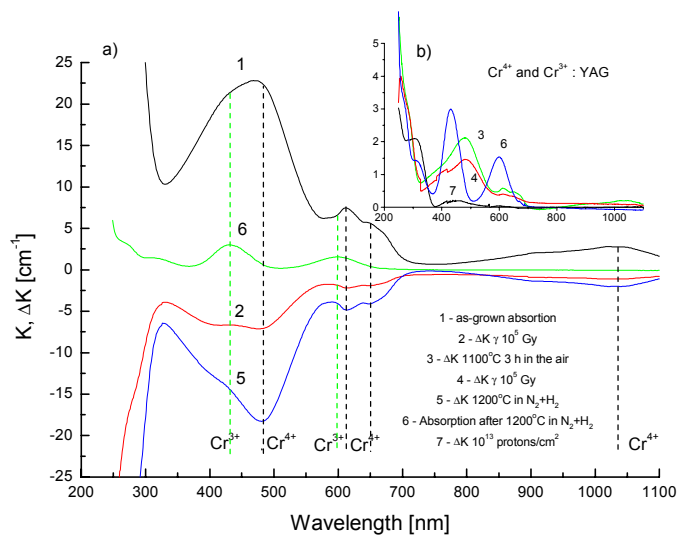 a)
b)
Cr⁴⁺ and Cr³⁺ : YAG
K, ΔK [cm⁻¹]
25
20
15
10
5
0
-5
-10
-15
-20
-25
200 300 400 500 600 700 800 900 1000 1100
Wavelength [nm]
1
6
2
5
5
4
3
2
1
0
200 400 600 800 1000
3
6
4
7
1 - as-grown absortion
2 - ΔK γ 10⁵ Gy
3 - ΔK 1100°C 3 h in the air
4 - ΔK γ 10⁵ Gy
5 - ΔK 1200°C in N₂+H₂
6 - Absorption after 1200°C in N₂+H₂
7 - ΔK 10¹³ protons/cm²
Cr³⁺ Cr⁴⁺ Cr³⁺ Cr⁴⁺ Cr⁴⁺